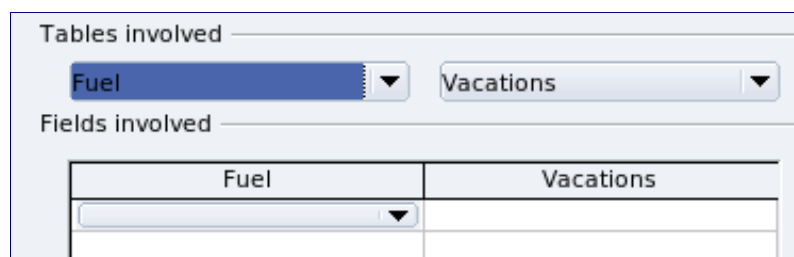 Tables involved
Fuel Vacations
Fields involved
Fuel Vacations